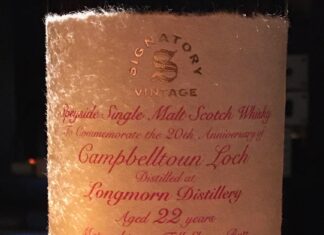 SIGNATORY
S
VINTAGE
Speyside Single Malt Scotch Whisky
To Commemorate the 20th Anniversary of
Campbelltoun Loch
Distilled at
Longmorn Distillery
Aged 22 years